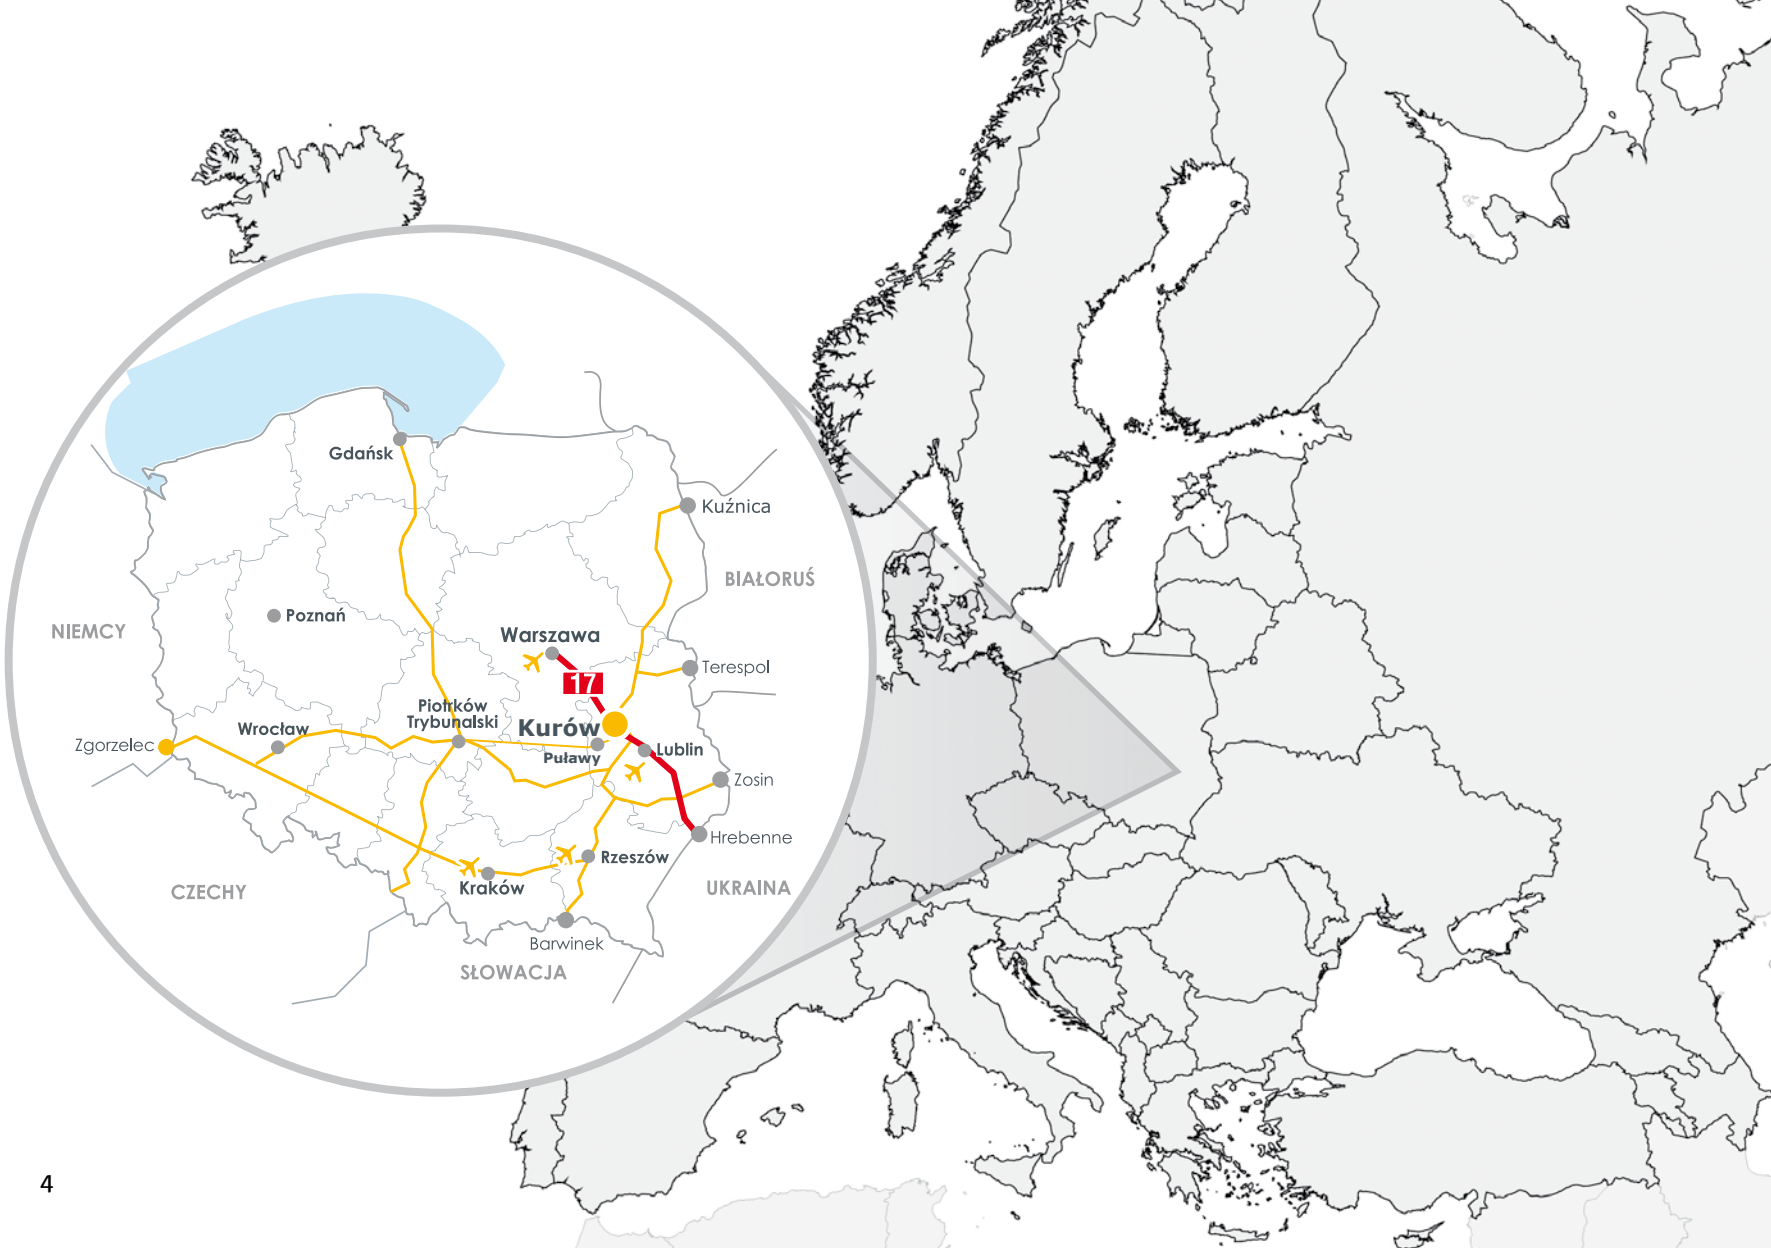 Gdańsk
Kuźnica
BIAŁORUŚ
Poznań
NIEMCY
Warszawa
Terespol
17
Piotrków
Trybunalski
Wrocław
Kurów
Zgorzelec
Lublin
Puławy
Zosin
Hrebenne
Rzeszów
Kraków
CZECHY
UKRAINA
Barwinek
SŁOWACJA
4